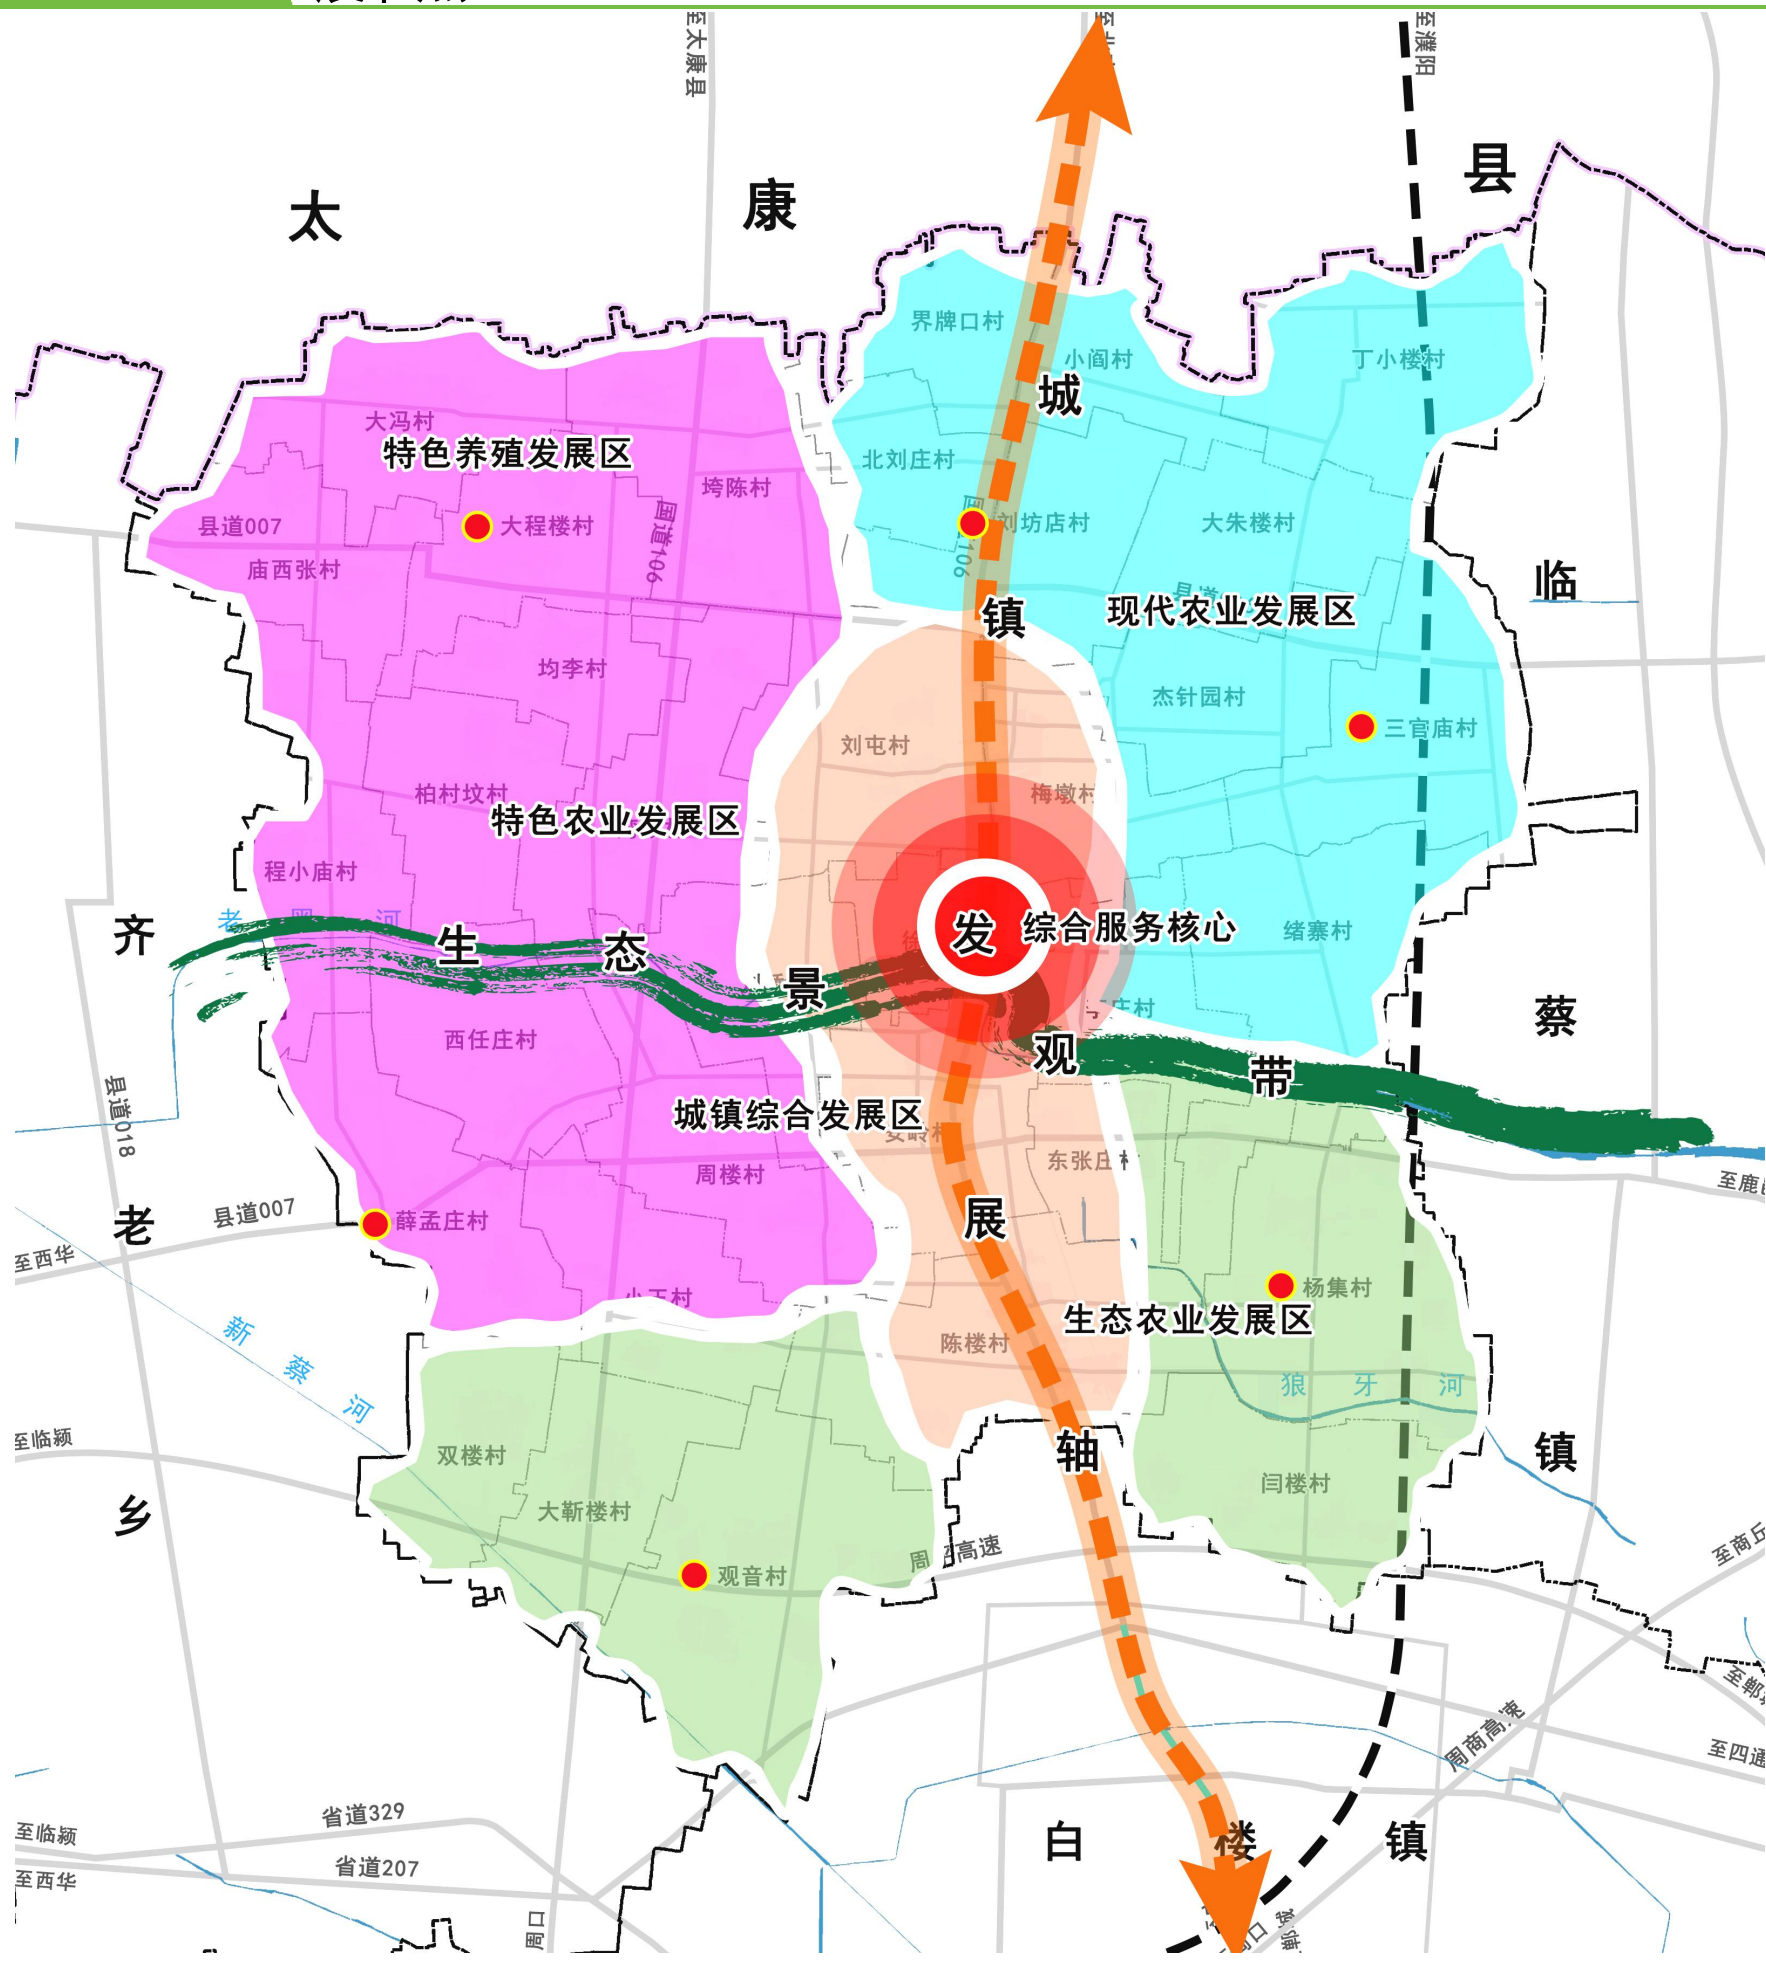 至太康县
至濮阳
太 康 县
界牌口村
小阎村
丁小楼村
城
大冯村
特色养殖发展区
北刘庄村
垮陈村
县道007
大程楼村
国道106
刘坊店村
大朱楼村
庙西张村
临
镇
现代农业发展区
均李村
杰针园村
三官庙村
刘屯村
柏村坟村
梅墩村
特色农业发展区
程小庙村
老 黑 河
齐
生 态 景 观 带
发
综合服务核心
绪寨村
蔡
西任庄村
县道018
城镇综合发展区
东张庄村
周楼村
至鹿
老
县道007
薛孟庄村
展
至西华
杨集村
小王村
生态农业发展区
新 蔡 河
陈楼村
狼 牙 河
至临颍
双楼村
轴
镇
闫楼村
乡
大靳楼村
高速
至商丘
观音村
至郸
周商高速
至四通
省道329
至临颍
白 楼 镇
省道207
至西华
周口